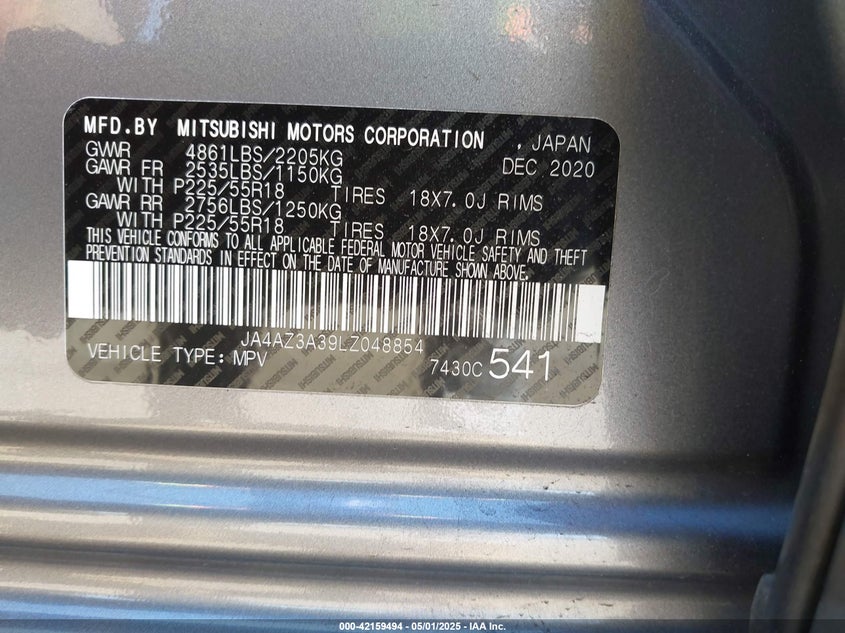 MFD.BY MITSUBISHI MOTORS CORPORATION , JAPAN
GVWR 4861LBS/2205KG DEC 2020
GAWR FR 2535LBS/1150KG
WITH P225/55R18 TIRES 18X7.0J RIMS
GAWR RR 2756LBS/1250KG
WITH P225/55R18 TIRES 18X7.0J RIMS
THIS VEHICLE CONFORMS TO ALL APPLICABLE FEDERAL MOTOR VEHICLE SAFETY AND THEFT
PREVENTION STANDARDS IN EFFECT ON THE DATE OF MANUFACTURE SHOWN ABOVE.
JA4AZ3A39LZ048854
VEHICLE TYPE: MPV 7430C 541
000-42159494 - 05/01/2025 - IAA Inc.